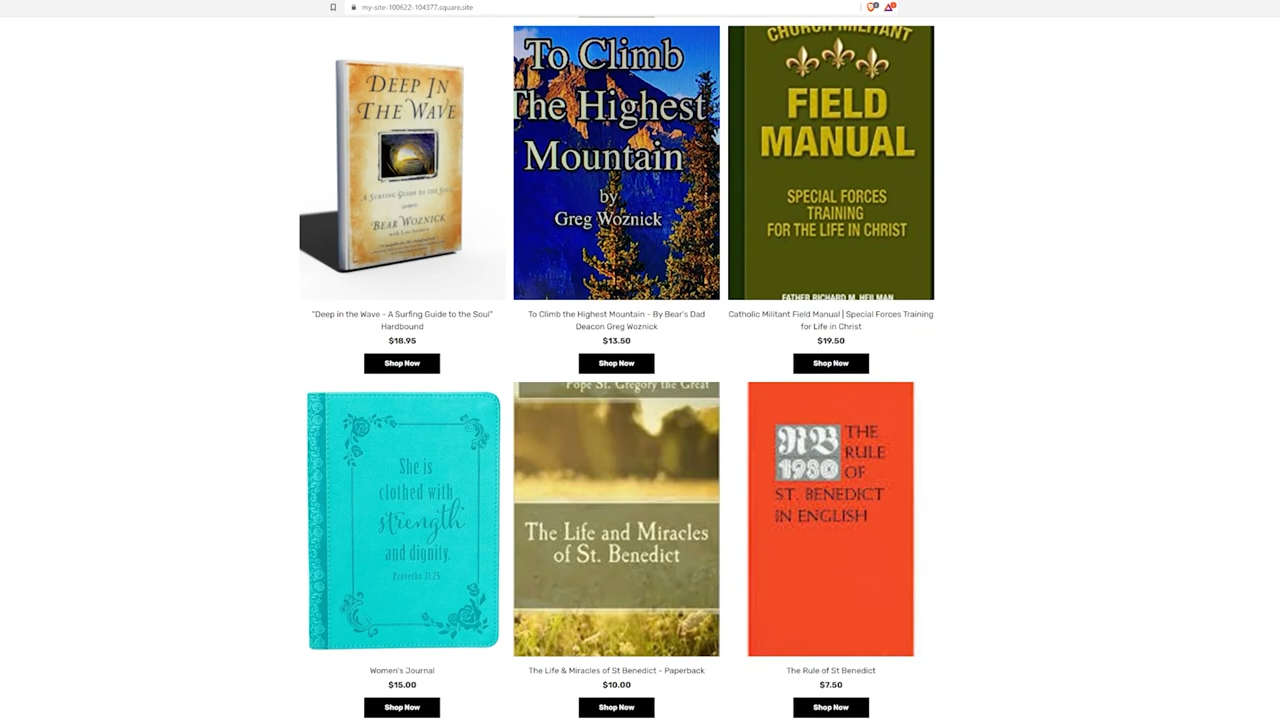 my-site-100622-104377.square.site
DEEP IN
THE WAVE
A SURFING GUIDE TO THE SOUL
BEAR WOZNICK
To Climb
The Highest
Mountain
by
Greg Woznick
CHURCH MILITANT
FIELD
MANUAL
SPECIAL FORCES
TRAINING
FOR THE LIFE IN CHRIST
FATHER RICHARD M. HEILMAN
"Deep in the Wave - A Surfing Guide to the Soul"
Hardbound
$18.95
Shop Now
To Climb the Highest Mountain - By Bear's Dad
Deacon Greg Woznick
$13.50
Shop Now
Catholic Militant Field Manual | Special Forces Training
for Life in Christ
$19.50
Shop Now
She is
clothed with
strength
and dignity.
Proverbs 31:25
Pope St. Gregory the Great
The Life and Miracles
of St. Benedict
RB
1980
THE
RULE
OF
ST. BENEDICT
IN ENGLISH
Women's Journal
$15.00
Shop Now
The Life & Miracles of St Benedict - Paperback
$10.00
Shop Now
The Rule of St Benedict
$7.50
Shop Now